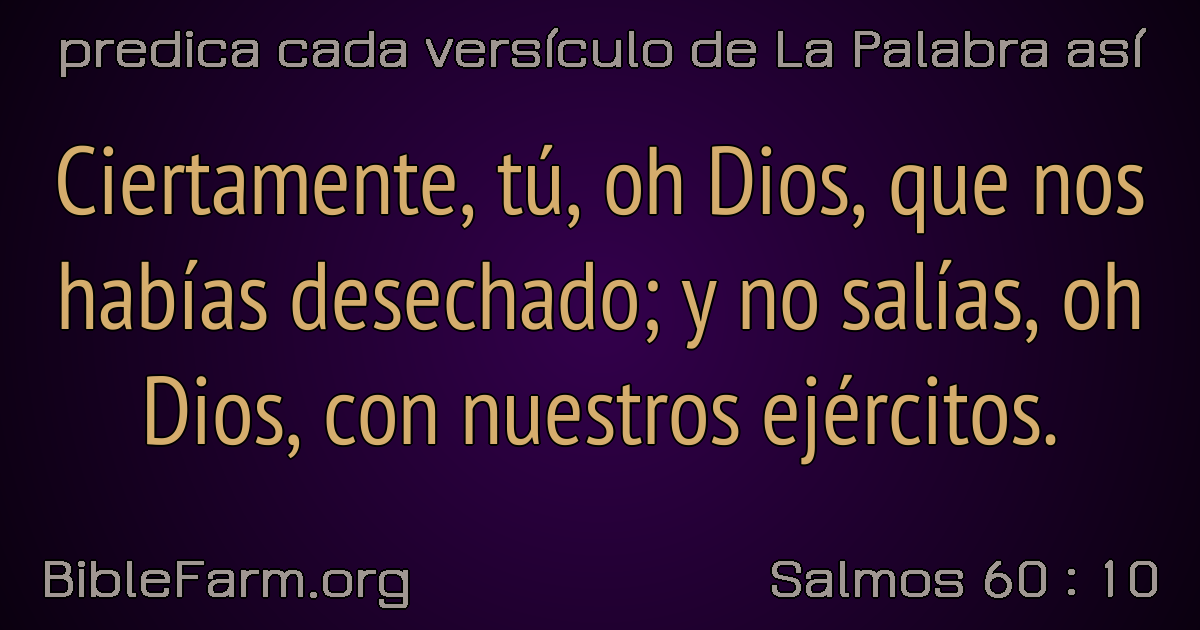 predica cada versículo de La Palabra así
Ciertamente, tú, oh Dios, que nos
habías desechado; y no salías, oh
Dios, con nuestros ejércitos.
BibleFarm.org
Salmos 60 : 10